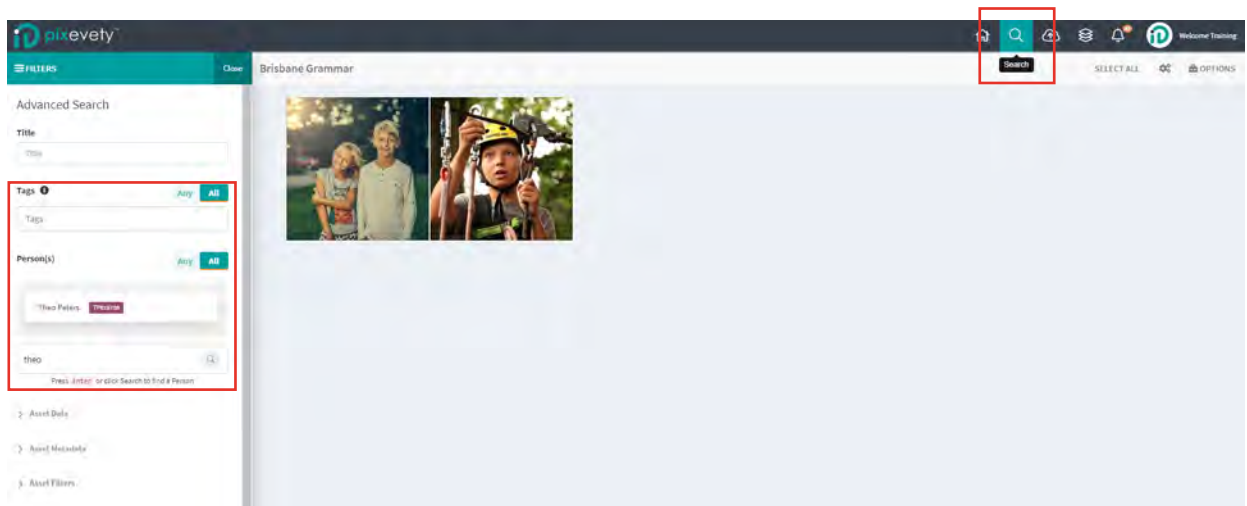 pixevety
Welcome Training
FILTERS
Close
Brisbane Grammar
Search
SELECT ALL
OPTIONS
Advanced Search
Title
Title
Tags
Any
All
Tags
Person(s)
Any
All
Theo Peters
theo
Press Enter or click Search to find a Person
Asset Date
Asset Metadata
Asset Filters